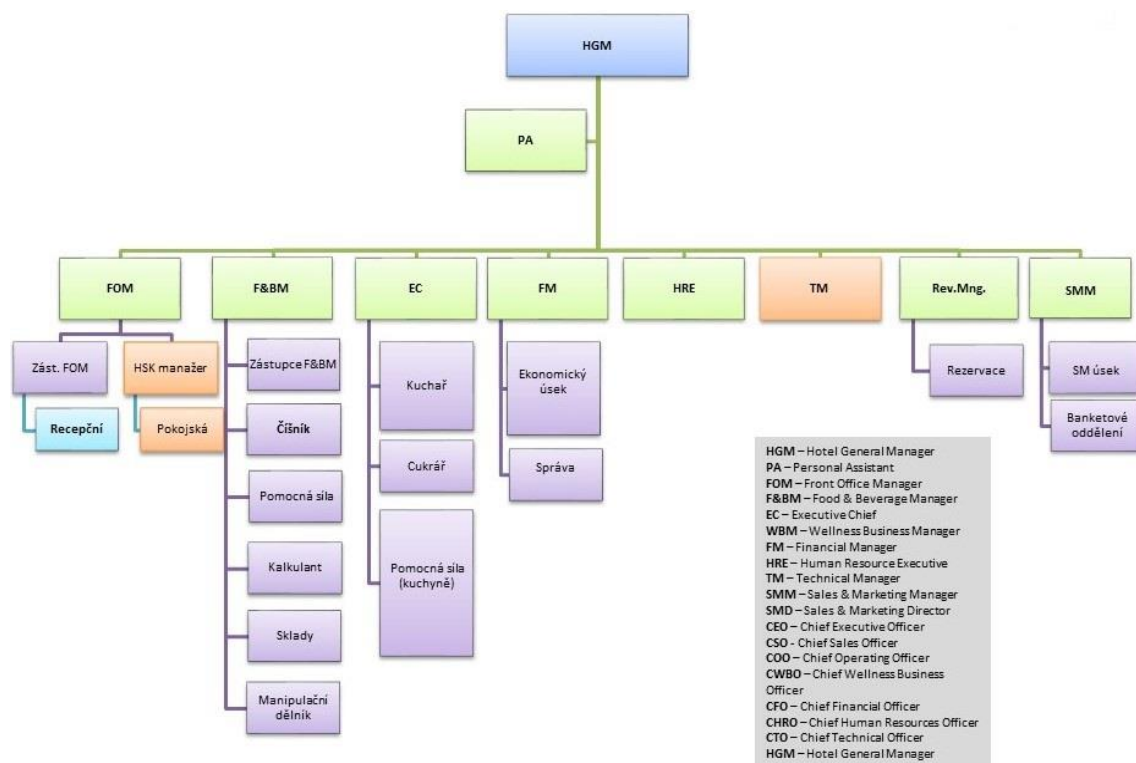 HGM
PA
FOM
F&BM
EC
FM
HRE
TM
Rev.Mng.
SMM
Zást. FOM
HSK manažer
Zástupce F&BM
Kuchař
Ekonomický
úsek
Rezervace
SM úsek
Recepční
Pokojská
Číšník
Cukrář
Správa
Banketové
oddělení
Pomocná síla
Kalkulant
Pomocná síla
(kuchyně)
Sklady
Manipulační
dělník
HGM – Hotel General Manager
PA – Personal Assistant
FOM – Front Office Manager
F&BM – Food & Beverage Manager
EC – Executive Chief
WBM – Wellness Business Manager
FM – Financial Manager
HRE – Human Resource Executive
TM – Technical Manager
SMM – Sales & Marketing Manager
SMD – Sales & Marketing Director
CEO – Chief Executive Officer
CSO - Chief Sales Officer
COO – Chief Operating Officer
CWBO – Chief Wellness Business
Officer
CFO – Chief Financial Officer
CHRO – Chief Human Resources Officer
CTO – Chief Technical Officer
HGM – Hotel General Manager